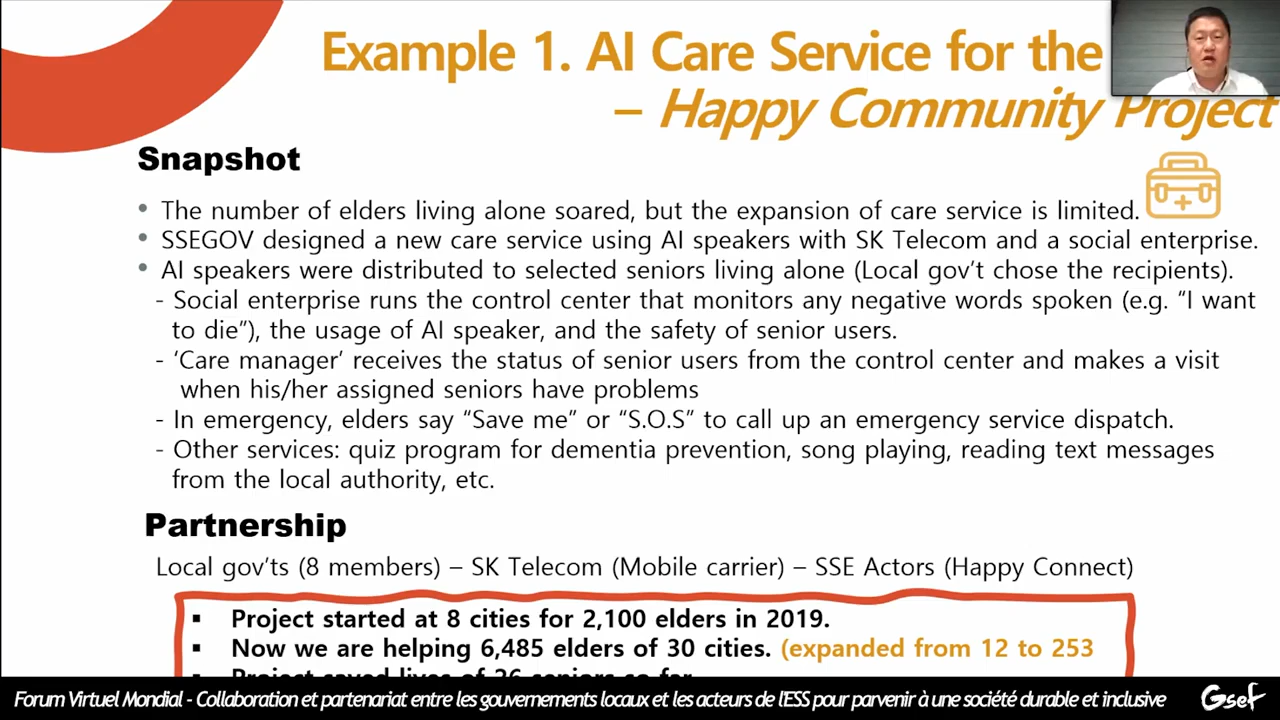 Example 1. AI Care Service for the
– Happy Community Project
Snapshot
• The number of elders living alone soared, but the expansion of care service is limited.
• SSEGOV designed a new care service using AI speakers with SK Telecom and a social enterprise.
• AI speakers were distributed to selected seniors living alone (Local gov’t chose the recipients).
- Social enterprise runs the control center that monitors any negative words spoken (e.g. “I want
to die”), the usage of AI speaker, and the safety of senior users.
- ‘Care manager’ receives the status of senior users from the control center and makes a visit
when his/her assigned seniors have problems
- In emergency, elders say “Save me” or “S.O.S” to call up an emergency service dispatch.
- Other services: quiz program for dementia prevention, song playing, reading text messages
from the local authority, etc.
Partnership
Local gov’ts (8 members) – SK Telecom (Mobile carrier) – SSE Actors (Happy Connect)
▪ Project started at 8 cities for 2,100 elders in 2019.
▪ Now we are helping 6,485 elders of 30 cities. (expanded from 12 to 253
▪ Project saved lives of 26 seniors so far
Forum Virtuel Mondial - Collaboration et partenariat entre les gouvernements locaux et les acteurs de l'ESS pour parvenir à une société durable et inclusive
Gsef